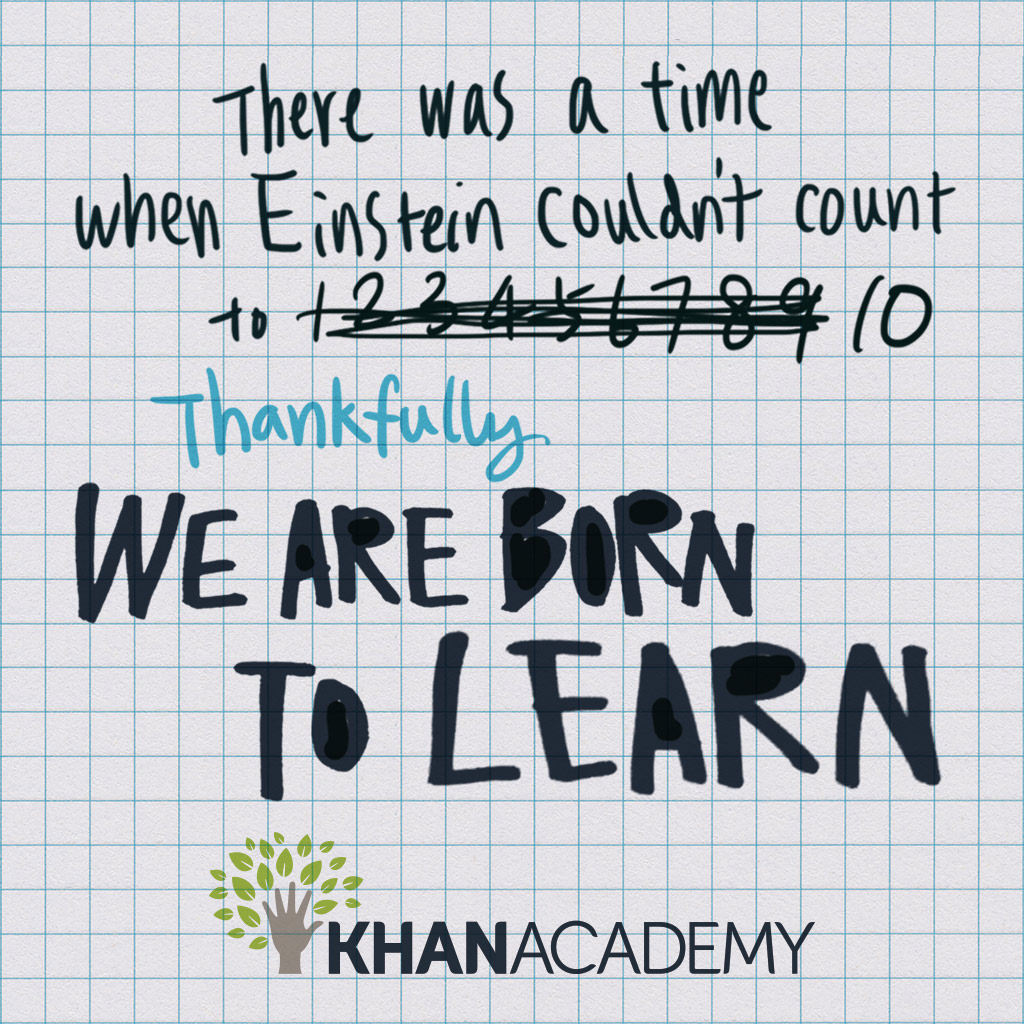 There was a time
when Einstein couldn't count
to 1 2 3 4 5 6 7 8 9 10
Thankfully
WE ARE BORN
TO LEARN
KHANACADEMY